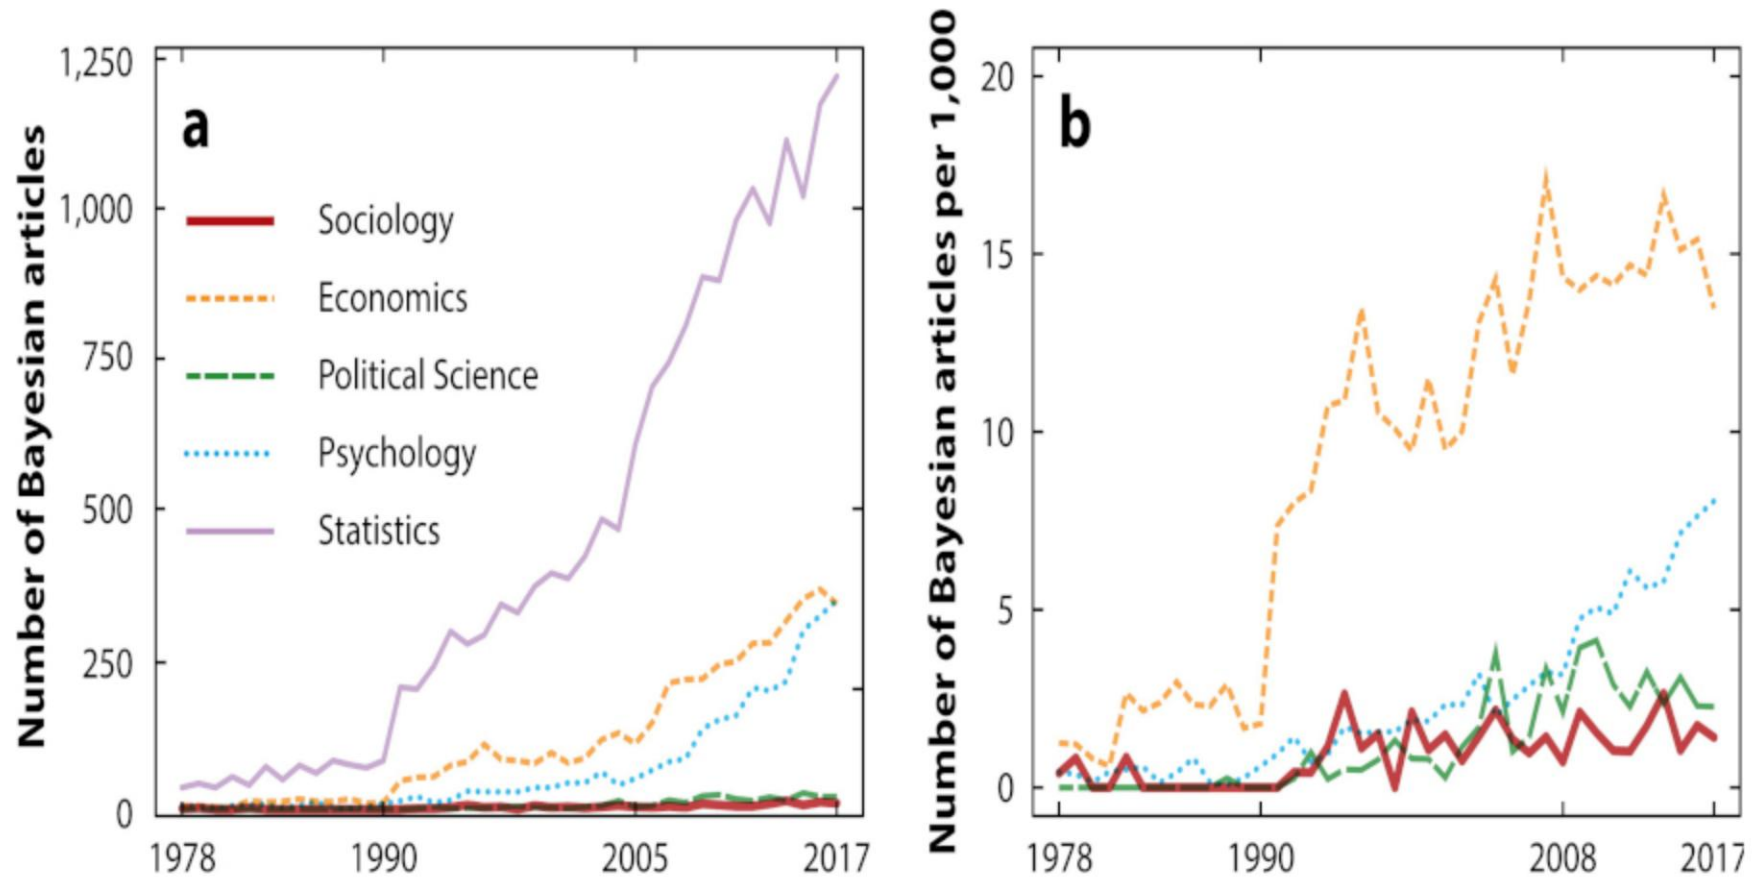 Number of Bayesian articles
1,250
1,000
750
500
250
0
a
Sociology
Economics
Political Science
Psychology
Statistics
1978
1990
2005
2017
Number of Bayesian articles per 1,000
20
15
10
5
0
b
1978
1990
2008
2017